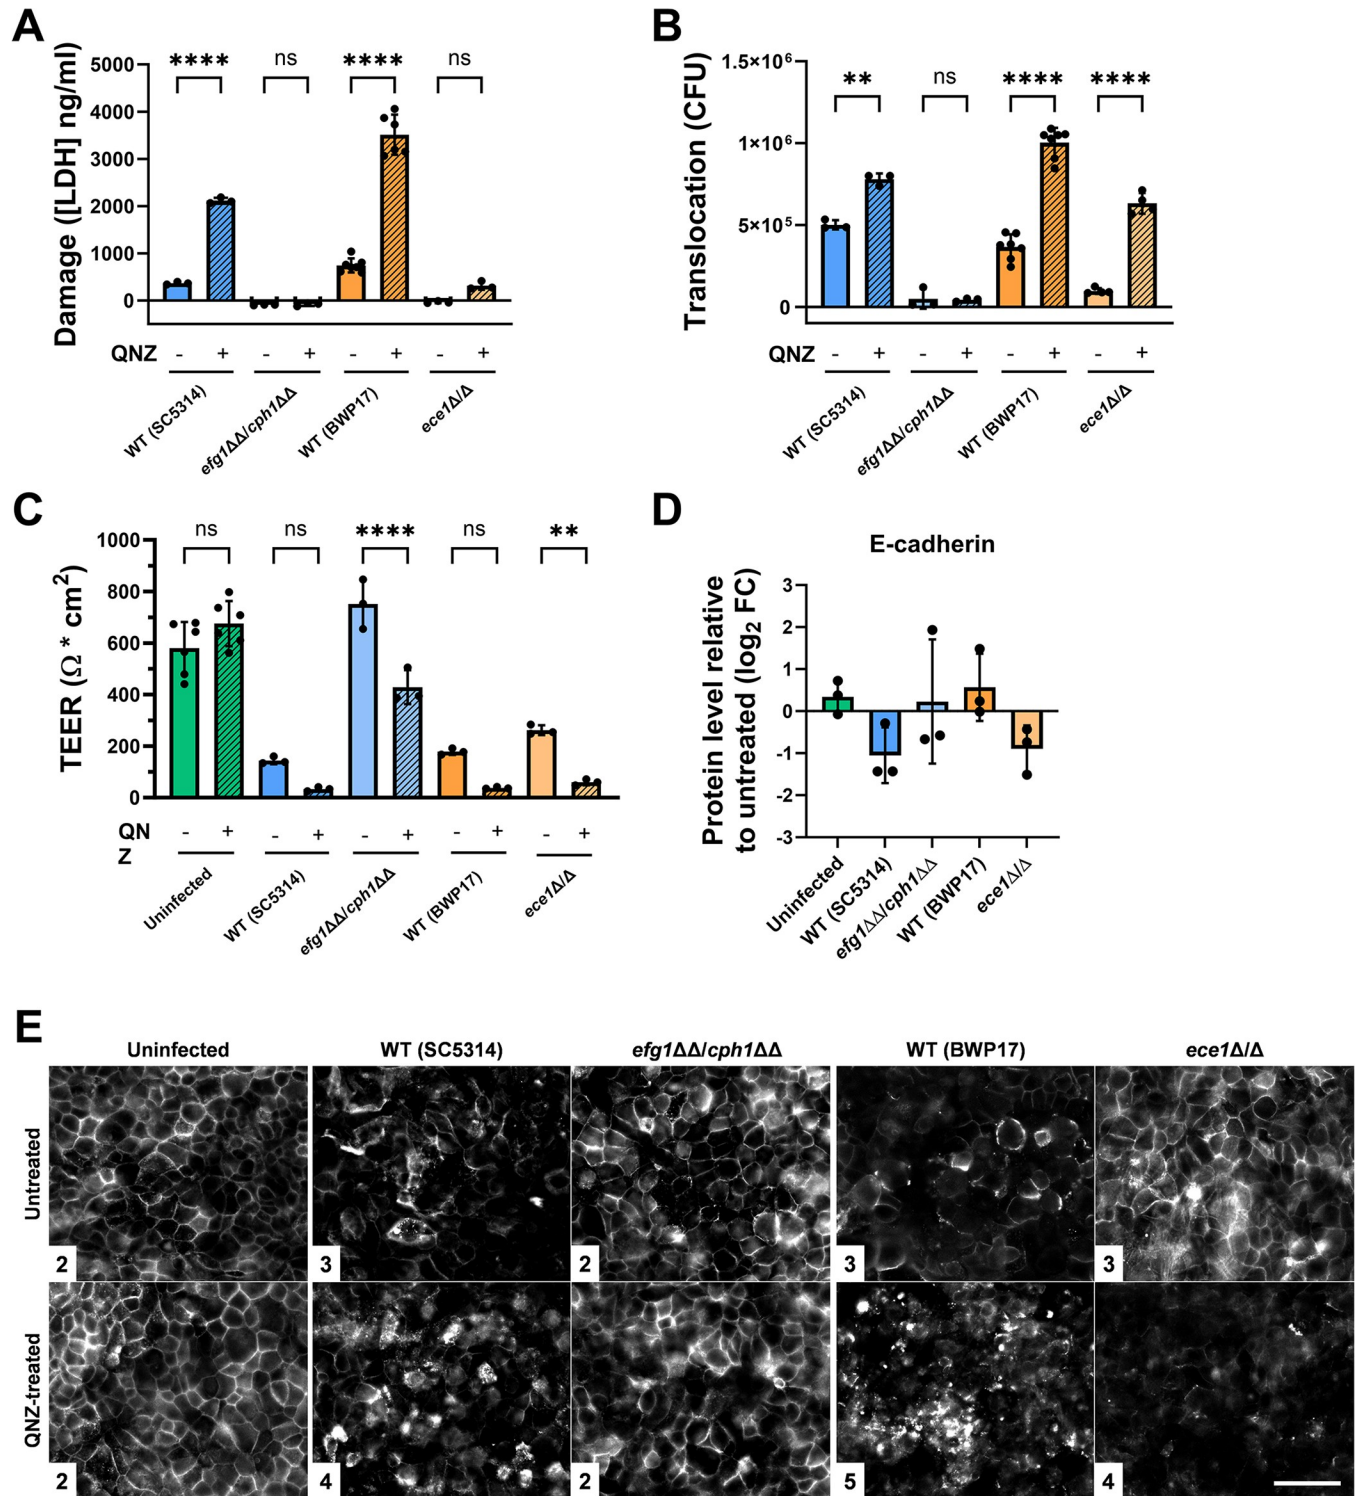 A
Damage ([LDH] ng/ml)
5000
4000
3000
2000
1000
0
**** ns **** ns
QNZ - + - + - + - +
WT (SC5314)
efg1ΔΔ/cph1ΔΔ
WT (BWP17)
ece1Δ/Δ
B
Translocation (CFU)
1.5×10⁶
1×10⁶
5×10⁵
0
** ns **** ****
QNZ - + - + - + - +
WT (SC5314)
efg1ΔΔ/cph1ΔΔ
WT (BWP17)
ece1Δ/Δ
C
TEER (Ω * cm²)
1000
800
600
400
200
0
ns ns **** ns **
QN
Z
- + - + - + - + - +
Uninfected
WT (SC5314)
efg1ΔΔ/cph1ΔΔ
WT (BWP17)
ece1Δ/Δ
D
E-cadherin
Protein level relative
to untreated (log₂ FC)
3
2
1
0
-1
-2
-3
Uninfected
WT (SC5314)
efg1ΔΔ/cph1ΔΔ
WT (BWP17)
ece1Δ/Δ
E
Uninfected WT (SC5314) efg1ΔΔ/cph1ΔΔ WT (BWP17) ece1Δ/Δ
Untreated
2 3 2 3 3
QNZ-treated
2 4 2 5 4